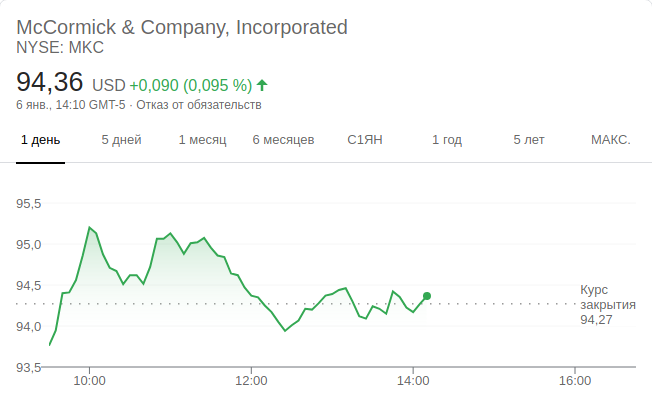 McCormick & Company, Incorporated
NYSE: MKC
94,36 USD +0,090 (0,095 %)
6 янв., 14:10 GMT-5 · Отказ от обязательств
1 день 5 дней 1 месяц 6 месяцев С1ЯН 1 год 5 лет МАКС.
95,5
95,0
94,5
Курс
закрытия
94,27
94,0
93,5
10:00 12:00 14:00 16:00